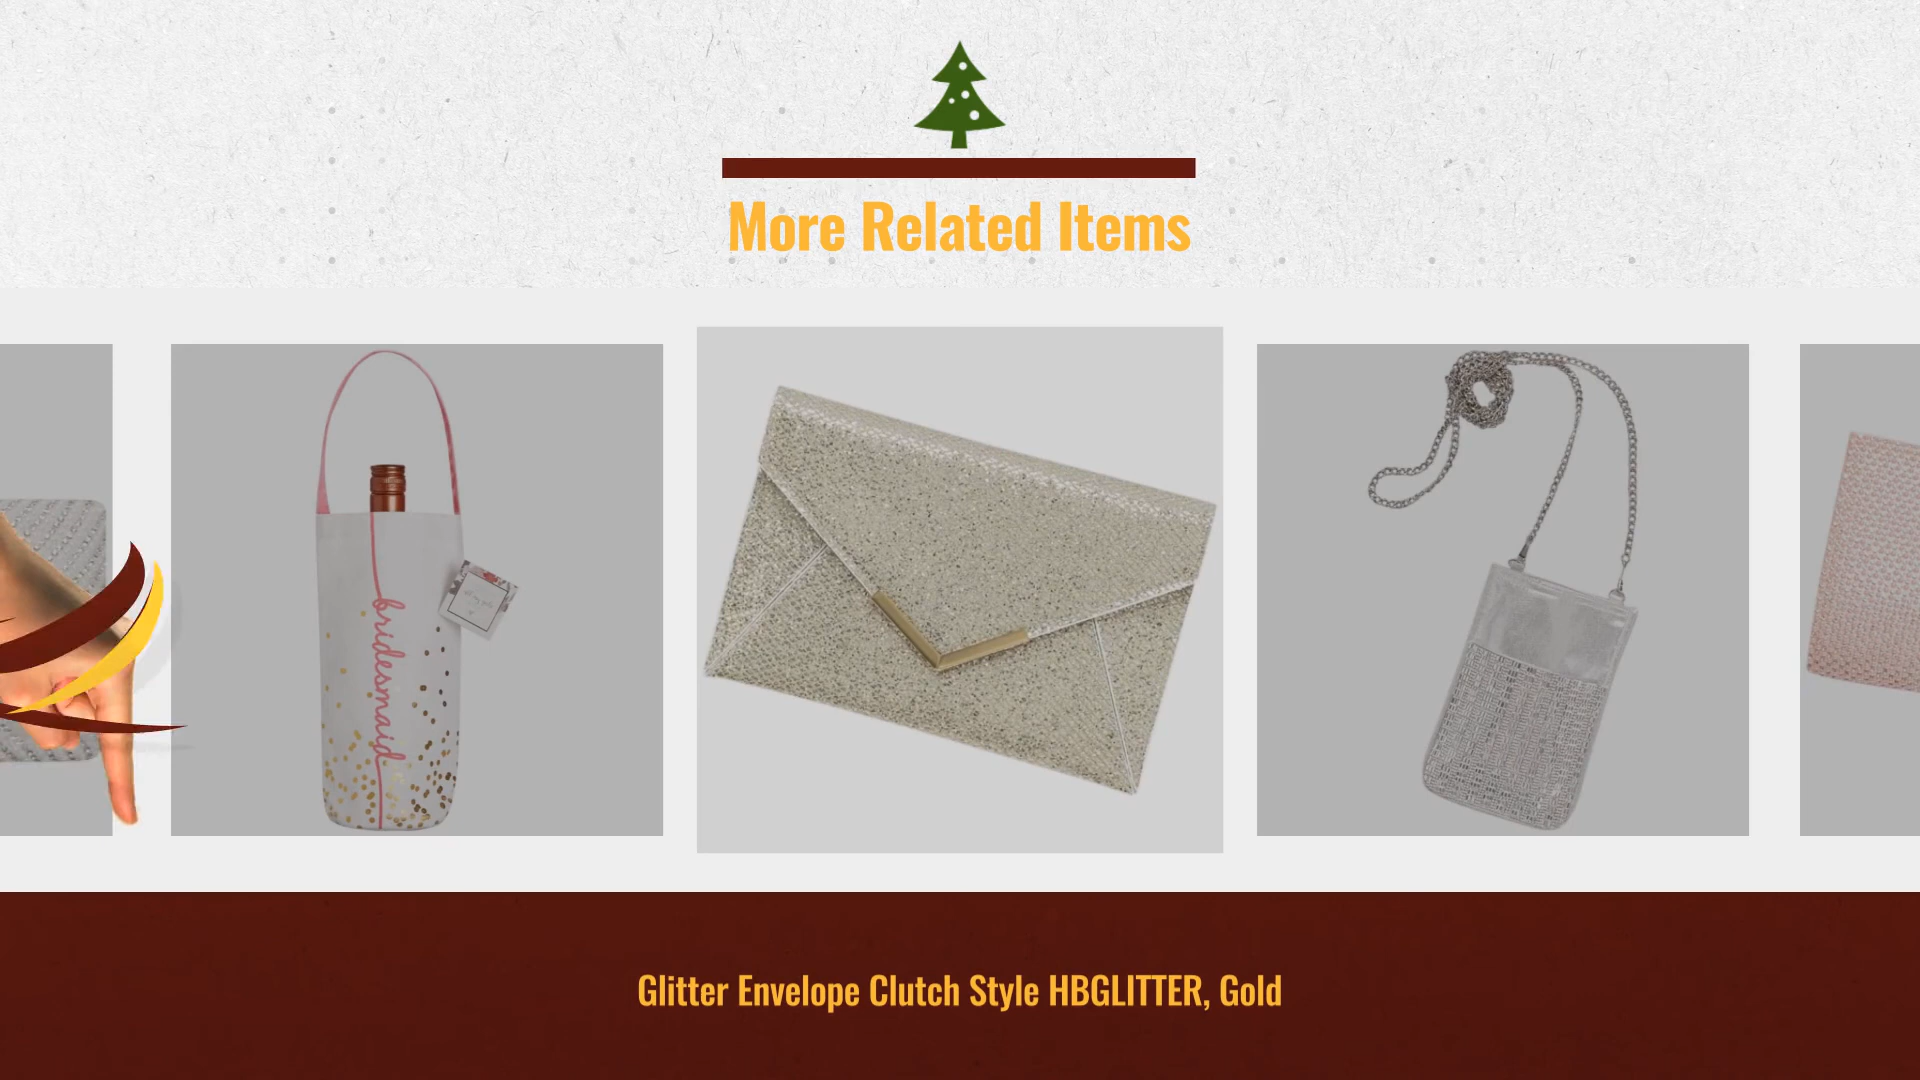 More Related Items
bridesmaid
Glitter Envelope Clutch Style HBGLITTER, Gold